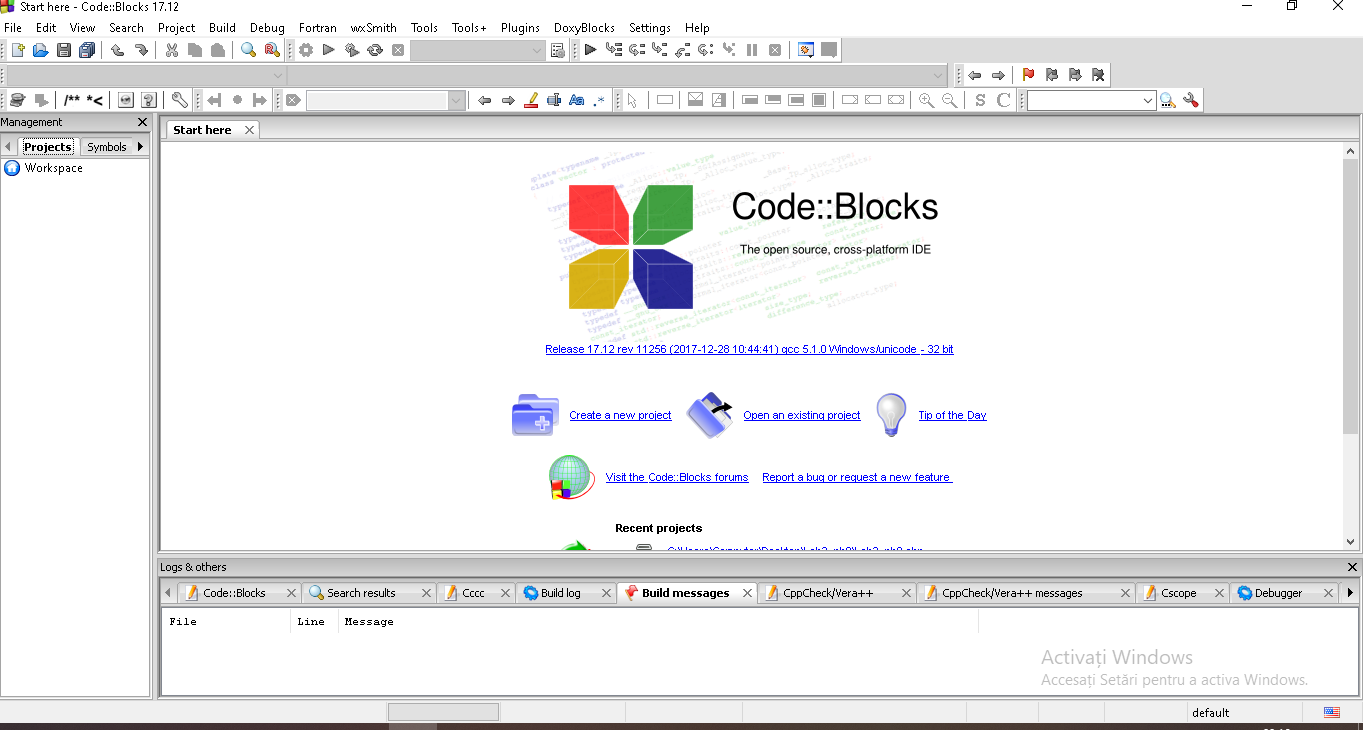 Start here - Code::Blocks 17.12
File Edit View Search Project Build Debug Fortran wxSmith Tools Tools+ Plugins DoxyBlocks Settings Help
/** *<
Aa .*
S C
Management
Projects Symbols
Workspace
Start here
Code::Blocks
The open source, cross-platform IDE
Release 17.12 rev 11256 (2017-12-28 10:44:41) gcc 5.1.0 Windows/unicode - 32 bit
Create a new project Open an existing project Tip of the Day
Visit the Code::Blocks forums Report a bug or request a new feature
Recent projects
Logs & others
Code::Blocks Search results Cccc Build log Build messages CppCheck/Vera++ CppCheck/Vera++ messages Cscope Debugger
File Line Message
Activați Windows
Accesați Setări pentru a activa Windows.
default